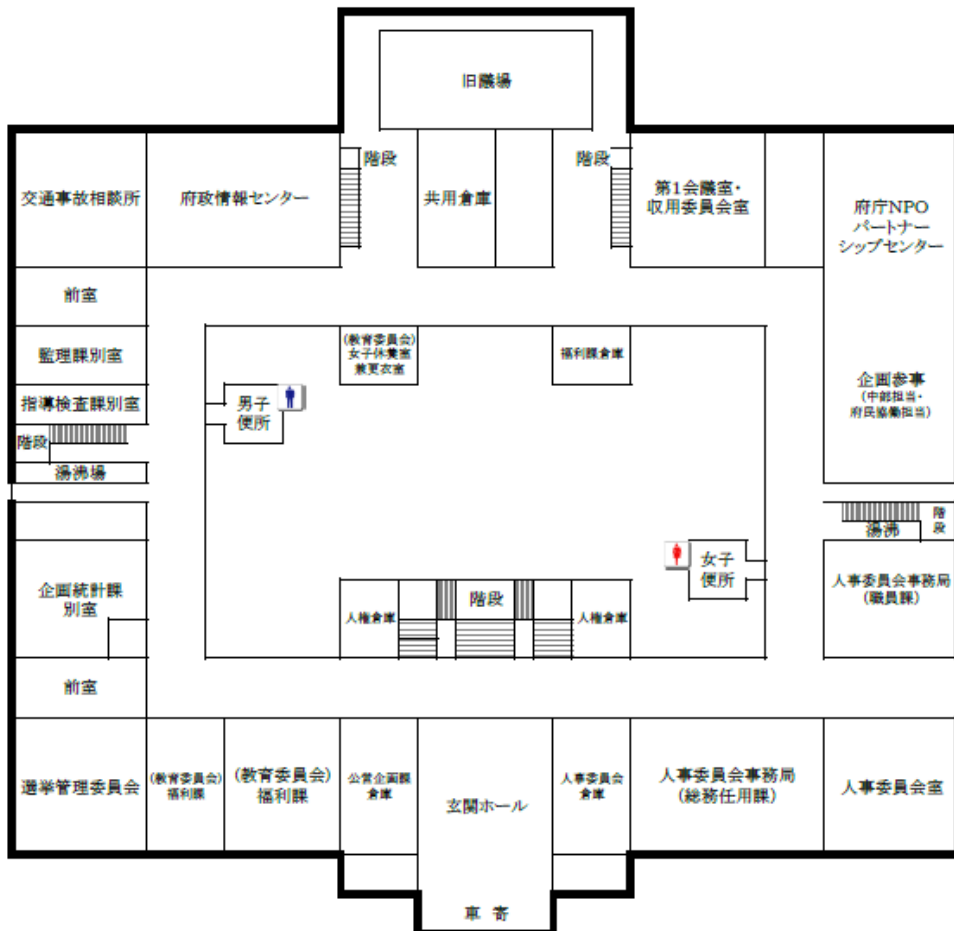 旧議場
階段
階段
交通事故相談所
府政情報センター
共用倉庫
第1会議室・
収用委員会室
府庁NPO
パートナー
シップセンター
前室
監理課別室
(教育委員会)
女子休養室
兼更衣室
福利課倉庫
企画参事
(中部担当・
府民協働担当)
指導検査課別室
男子
便所
階段
湯沸場
湯沸
階
段
女子
便所
企画統計課
別室
人権倉庫
階段
人権倉庫
人事委員会事務局
(職員課)
前室
選挙管理委員会
(教育委員会)
福利課
(教育委員会)
福利課
公営企画課
倉庫
玄関ホール
人事委員会
倉庫
人事委員会事務局
(総務任用課)
人事委員会室
車寄